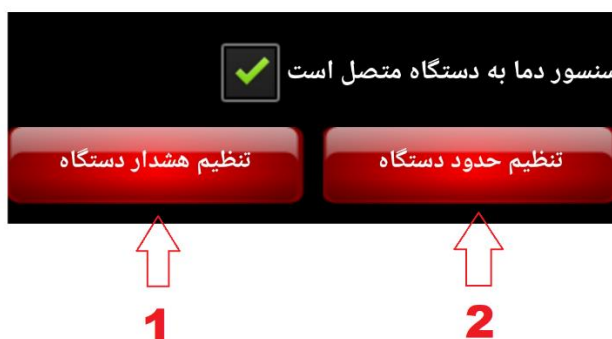 سنسور دما به دستگاه متصل است
تنظیم حدود دستگاه
تنظیم هشدار دستگاه
2
1